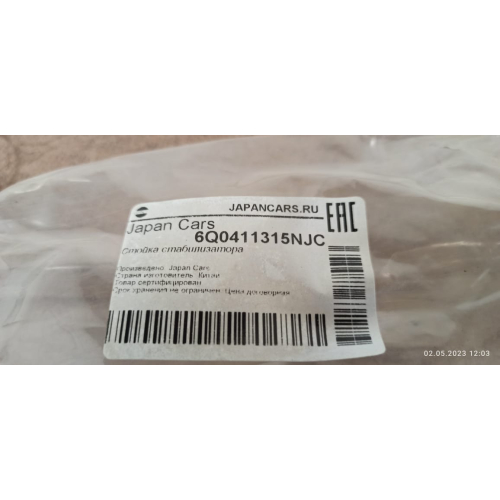 JAPANCARS.RU
EAC
Japan Cars
6Q0411315NJC
Стойка стабилизатора
Произведено: Japan Cars
Страна изготовитель: Китай
Товар сертифицирован
Срок хранения не ограничен. Цена договорная
02.05.2023 12:03